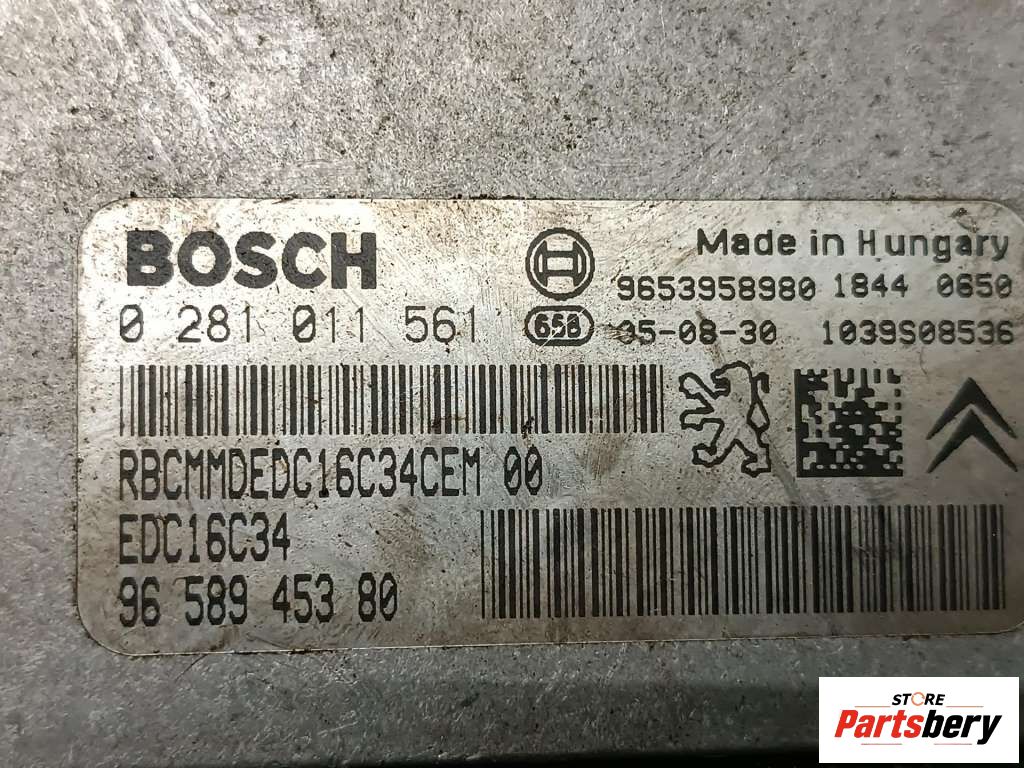 BOSCH
Made in Hungary
9653958980 1844 0650
0 281 011 561 658 05-08-30 1039S08536
RBCMMDEDC16C34CEM 00
EDC16C34
96 589 453 80
STORE
Partsbery